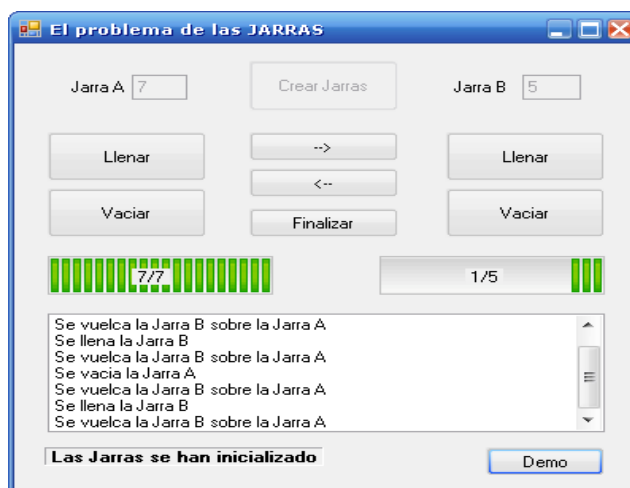 El problema de las JARRAS
Jarra A 7 Crear Jarras Jarra B 5
Llenar --> Llenar
<--
Vaciar Finalizar Vaciar
7/7 1/5
Se vuelca la Jarra B sobre la Jarra A
Se llena la Jarra B
Se vuelca la Jarra B sobre la Jarra A
Se vacia la Jarra A
Se vuelca la Jarra B sobre la Jarra A
Se llena la Jarra B
Se vuelca la Jarra B sobre la Jarra A
Las Jarras se han inicializado Demo